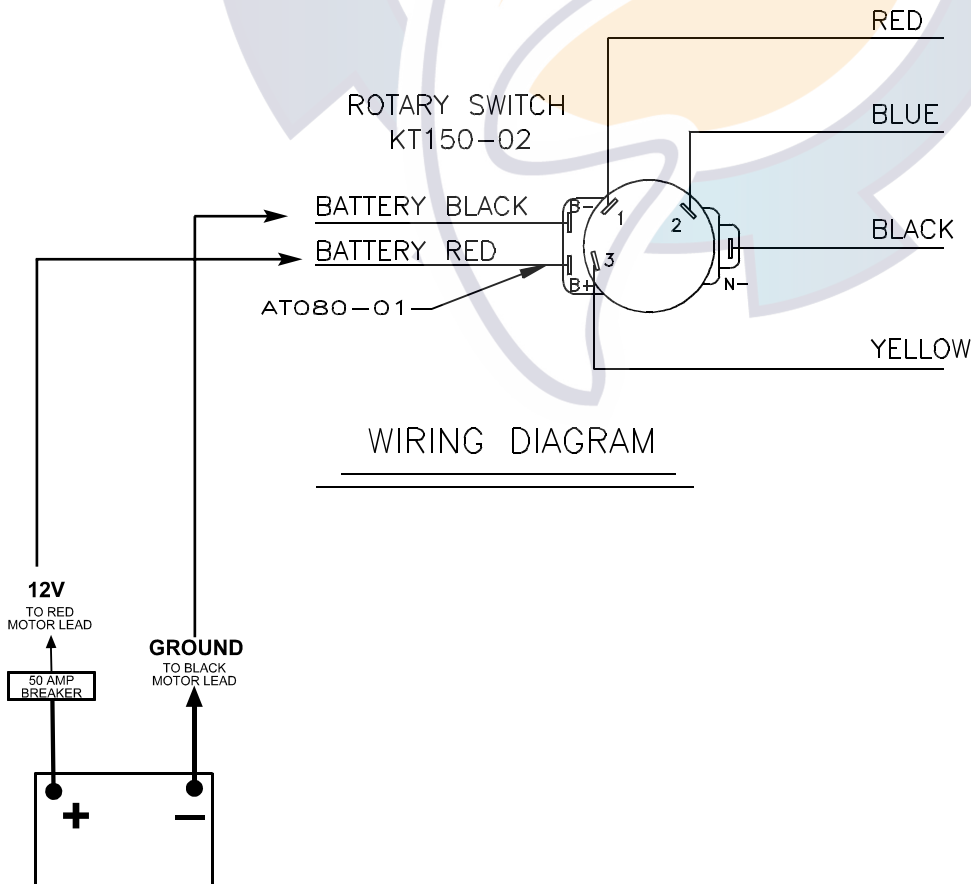 RED
ROTARY SWITCH
KT150-02
BLUE
BATTERY BLACK
B-
1
2
BLACK
BATTERY RED
3
B+
N-
AT080-01
YELLOW
WIRING DIAGRAM
12V
TO RED
MOTOR LEAD
GROUND
TO BLACK
MOTOR LEAD
50 AMP
BREAKER
+
-